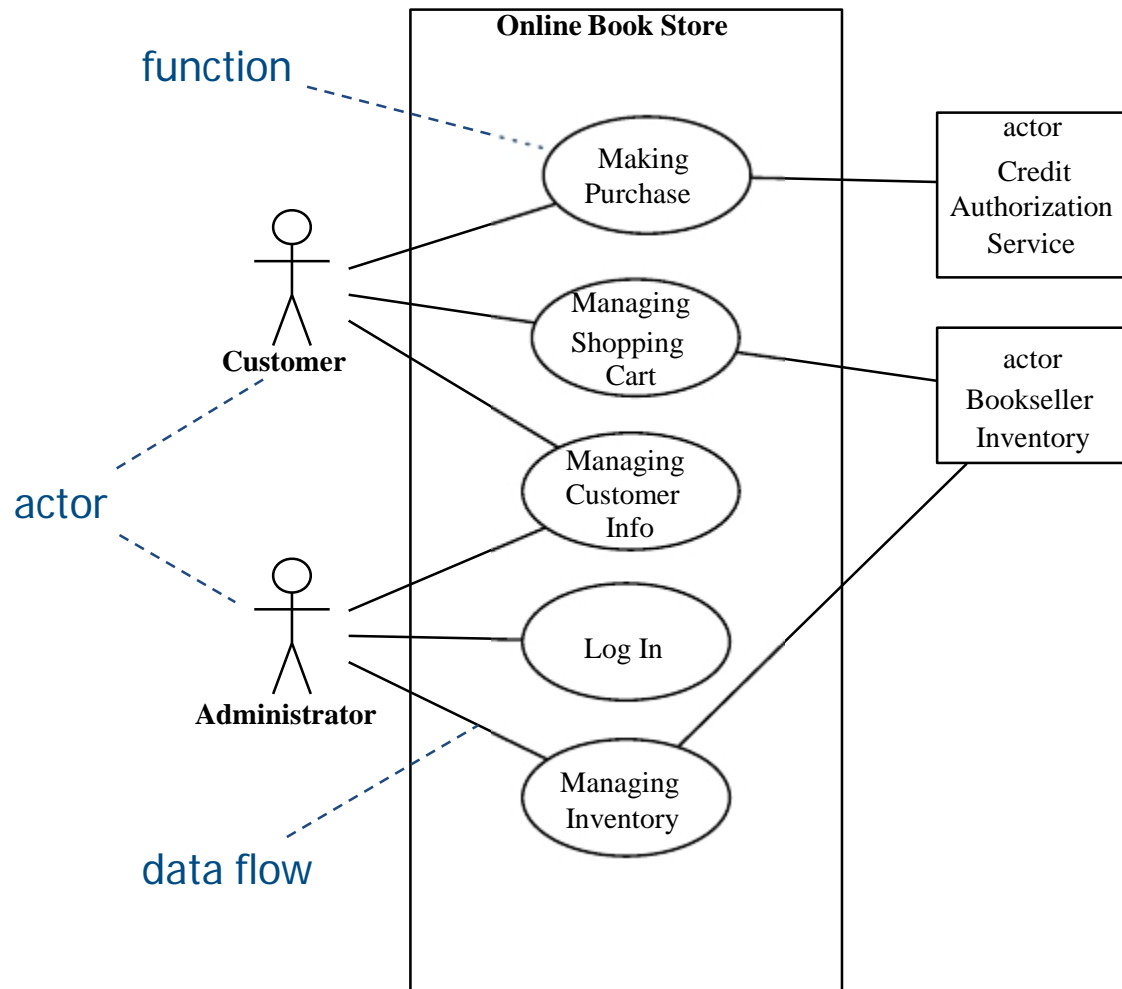 Online Book Store
function
Making
Purchase
actor
Credit
Authorization
Service
Customer
Managing
Shopping
Cart
actor
Bookseller
Inventory
actor
Managing
Customer
Info
Administrator
Log In
Managing
Inventory
data flow